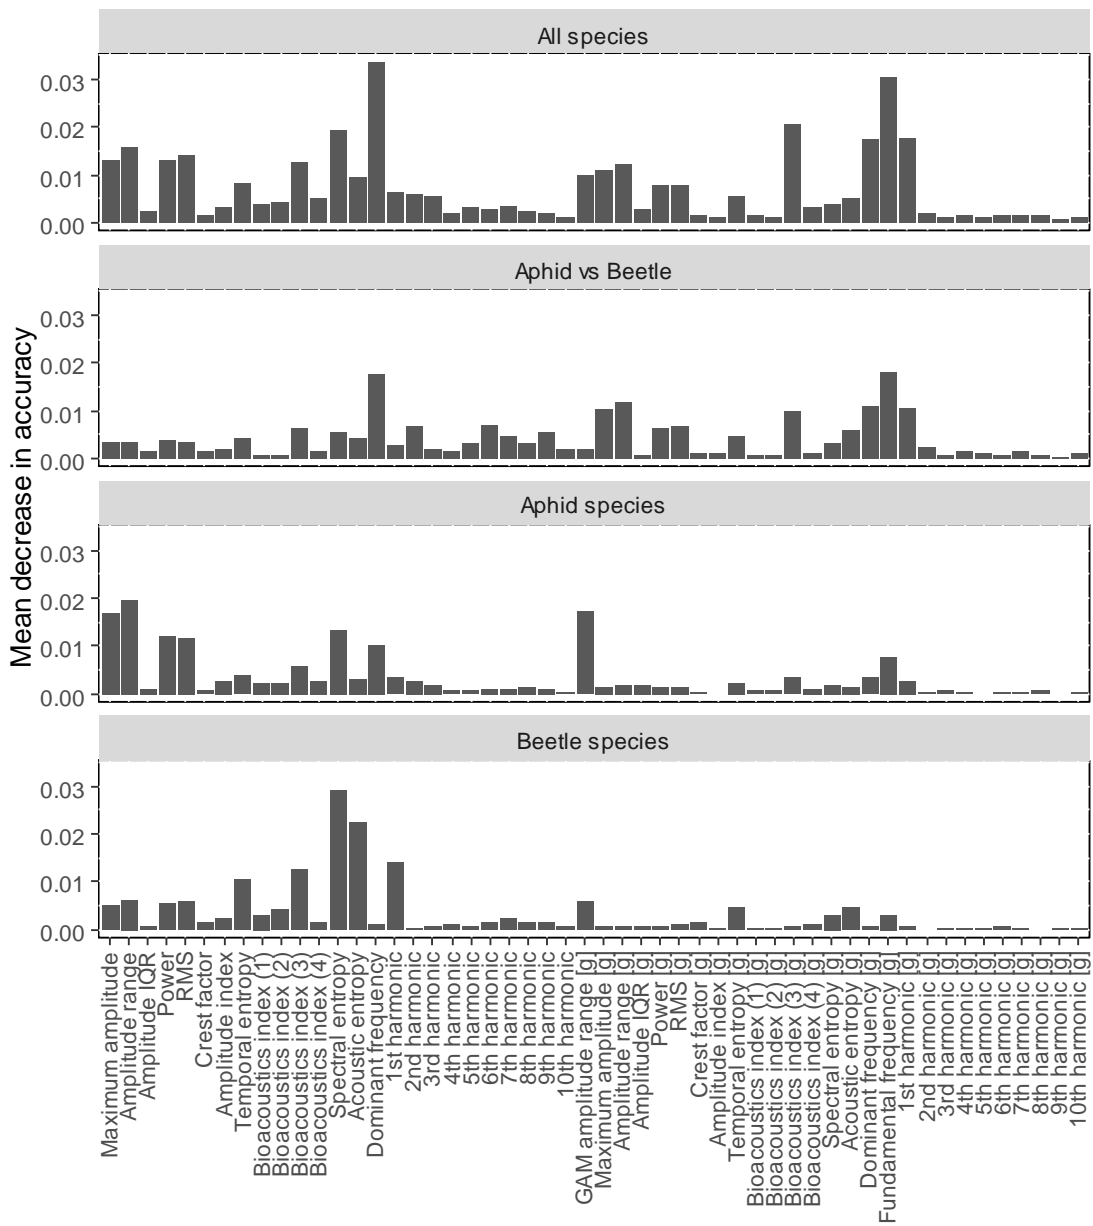 All species
0.03
0.02
0.01
0.00
Aphid vs Beetle
0.03
0.02
0.01
0.00
Aphid species
0.03
0.02
0.01
0.00
Beetle species
0.03
0.02
0.01
0.00
Mean decrease in accuracy
Maximum amplitude
Amplitude range
Amplitude IQR
Power
RMS
Crest factor
Amplitude index
Temporal entropy
Bioacoustics index (1)
Bioacoustics index (2)
Bioacoustics index (3)
Bioacoustics index (4)
Spectral entropy
Acoustic entropy
Dominant frequency
1st harmonic
2nd harmonic
3rd harmonic
4th harmonic
5th harmonic
6th harmonic
7th harmonic
8th harmonic
9th harmonic
10th harmonic
GAM amplitude range [g]
Maximum amplitude [g]
Amplitude range [g]
Amplitude IQR [g]
Power [g]
RMS [g]
Crest factor [g]
Amplitude index [g]
Temporal entropy [g]
Bioacoustics index (1) [g]
Bioacoustics index (2) [g]
Bioacoustics index (3) [g]
Bioacoustics index (4) [g]
Spectral entropy [g]
Acoustic entropy [g]
Dominant frequency [g]
Fundamental frequency [g]
1st harmonic [g]
2nd harmonic [g]
3rd harmonic [g]
4th harmonic [g]
5th harmonic [g]
6th harmonic [g]
7th harmonic [g]
8th harmonic [g]
9th harmonic [g]
10th harmonic [g]